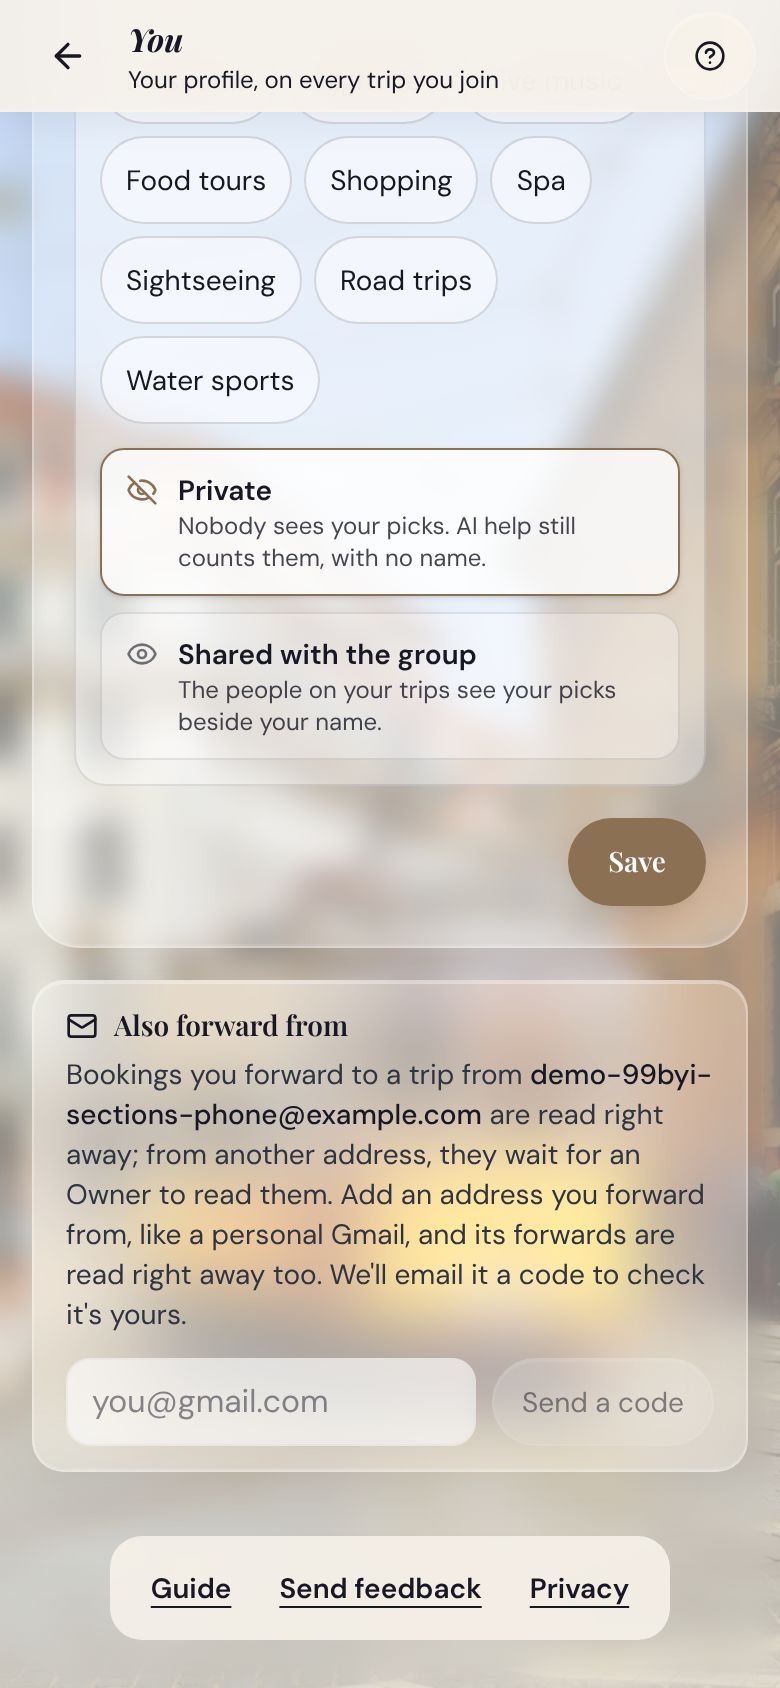 You
Your profile, on every trip you join
Food tours
Shopping
Spa
Sightseeing
Road trips
Water sports
Private
Nobody sees your picks. AI help still
counts them, with no name.
Shared with the group
The people on your trips see your picks
beside your name.
Save
Also forward from
Bookings you forward to a trip from demo-99byi-
sections-phone@example.com are read right
away; from another address, they wait for an
Owner to read them. Add an address you forward
from, like a personal Gmail, and its forwards are
read right away too. We'll email it a code to check
it's yours.
you@gmail.com
Send a code
Guide
Send feedback
Privacy